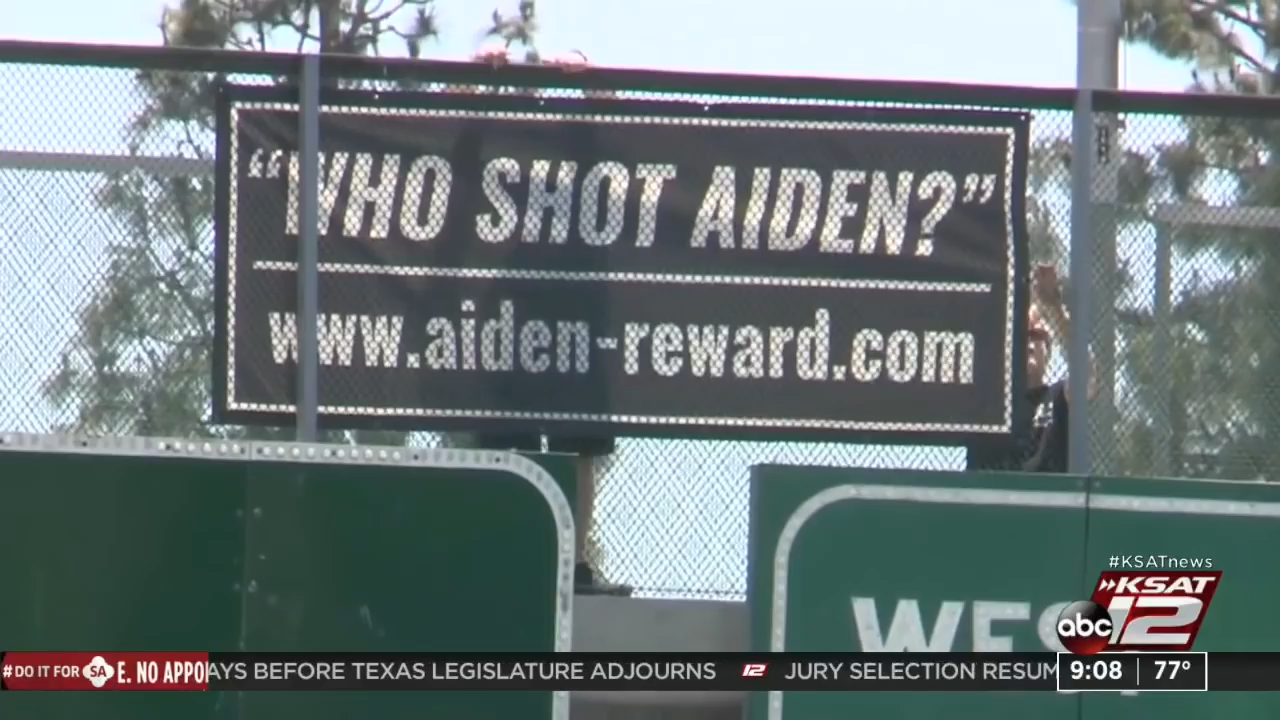 “WHO SHOT AIDEN?”
www.aiden-reward.com
#KSATnews
KSAT
abc 12
#DO IT FOR SA E. NO APPO
AYS BEFORE TEXAS LEGISLATURE ADJOURNS 12 JURY SELECTION RESUM
9:08 77°